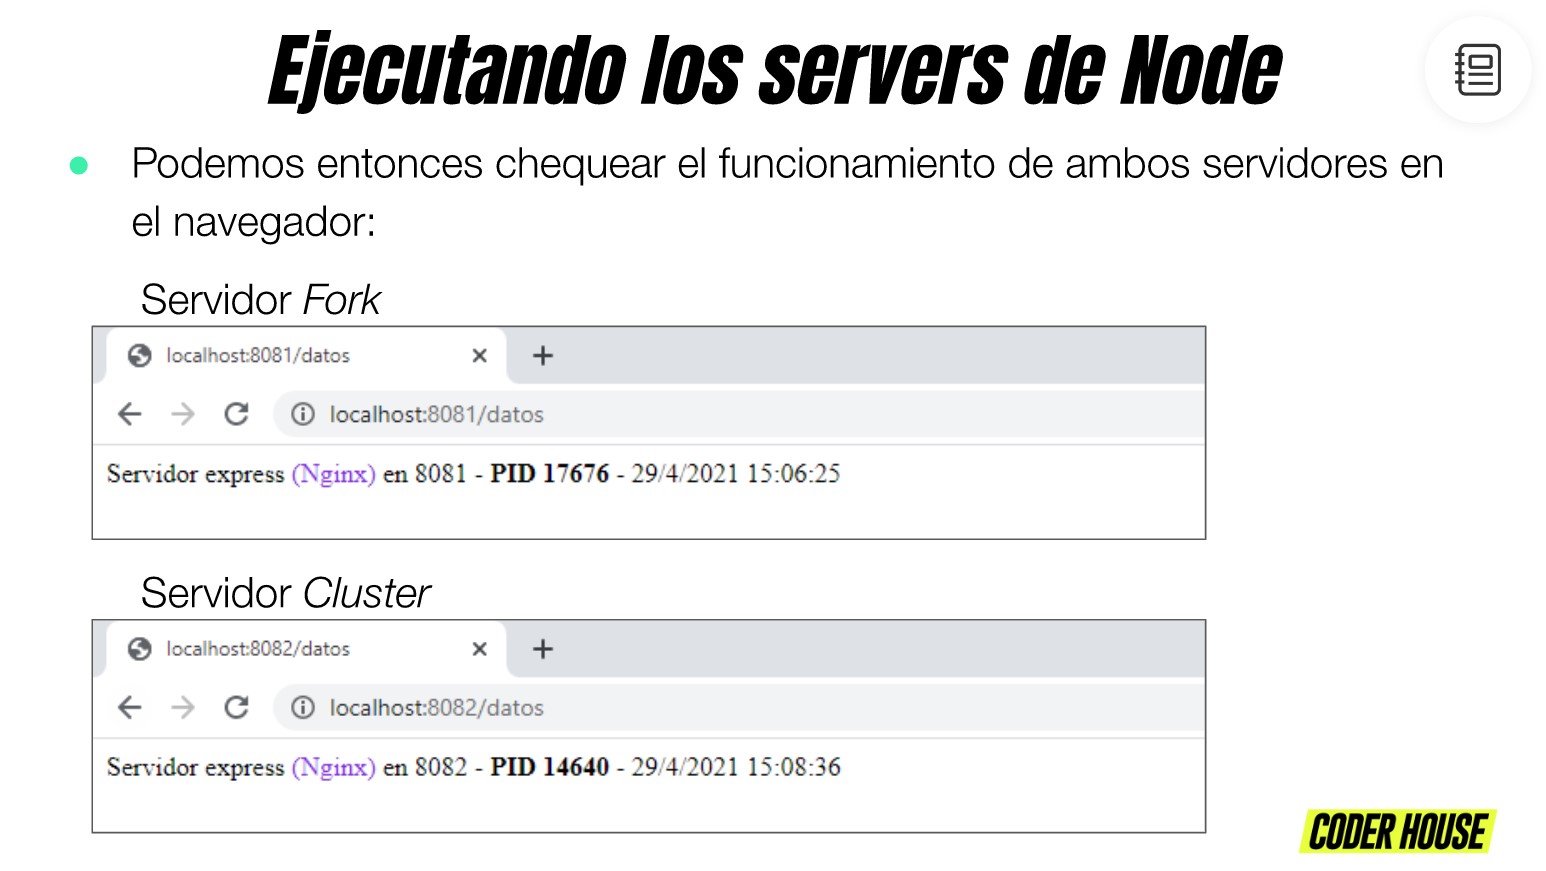 Ejecutando los servers de Node
Podemos entonces chequear el funcionamiento de ambos servidores en
el navegador:
Servidor Fork
localhost:8081/datos
localhost:8081/datos
Servidor express (Nginx) en 8081 - PID 17676 - 29/4/2021 15:06:25
Servidor Cluster
localhost:8082/datos
localhost:8082/datos
Servidor express (Nginx) en 8082 - PID 14640 - 29/4/2021 15:08:36
CODER HOUSE